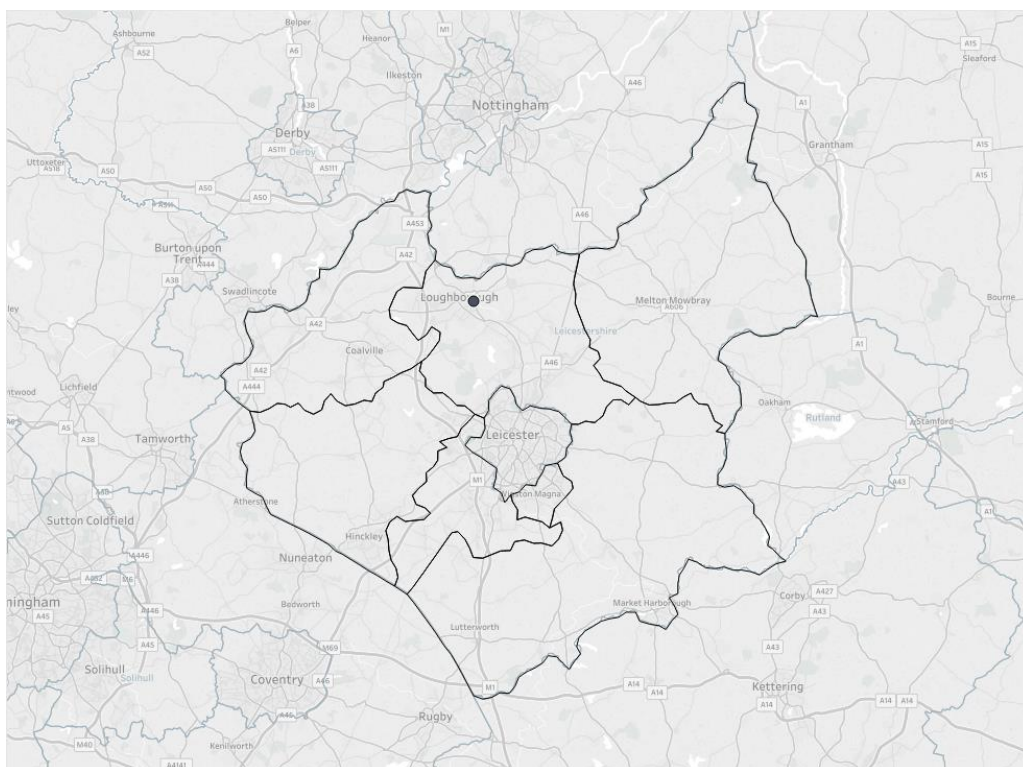 Ashbourne
A52
Belper
A6
Heanor
M1
A46
A15
Sleaford
Ilkeston
A38
Nottingham
A1
Derby
A5111
Derby
A5111
Grantham
A15
Uttoxeter
A518
A50
A50
A50
A511
A15
A453
A46
Burton upon
Trent
A444
A38
A42
Swadlincote
Loughborough
Melton Mowbray
A606
Bourne
A42
Leicestershire
Coalville
A46
A1
A42
A444
Lichfield
Oakham
Rutland
Stamford
A5
A38
Tamworth
Leicester
M1
Wigston Magna
A43
Atherstone
Sutton Coldfield
Hinckley
A446
Nuneaton
M6
Bedworth
Market Harborough
Corby
A427
A43
A446
A45
A45
Lutterworth
M69
A43
Solihull
Solihull
Coventry
A46
M1
A14
A14
Kettering
A14
A14
A14
Rugby
M40
Kenilworth
A4141